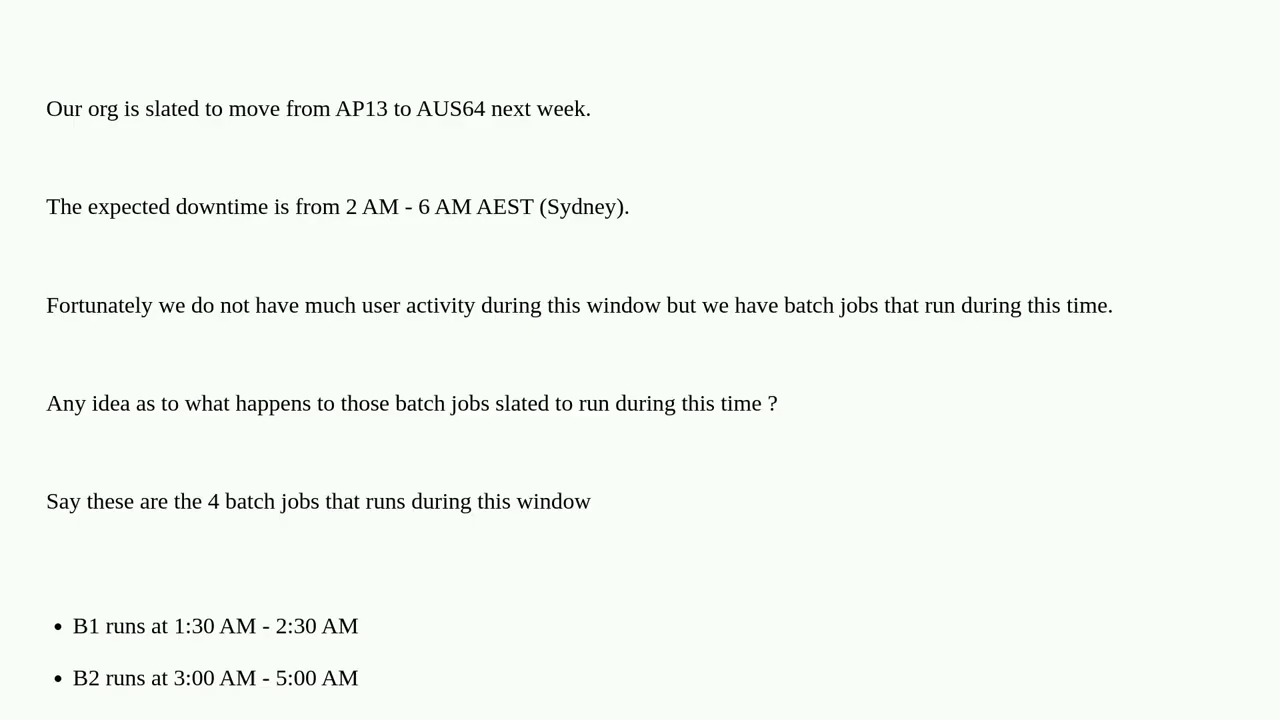 Our org is slated to move from AP13 to AUS64 next week.
The expected downtime is from 2 AM - 6 AM AEST (Sydney).
Fortunately we do not have much user activity during this window but we have batch jobs that run during this time.
Any idea as to what happens to those batch jobs slated to run during this time ?
Say these are the 4 batch jobs that runs during this window
• B1 runs at 1:30 AM - 2:30 AM
• B2 runs at 3:00 AM - 5:00 AM